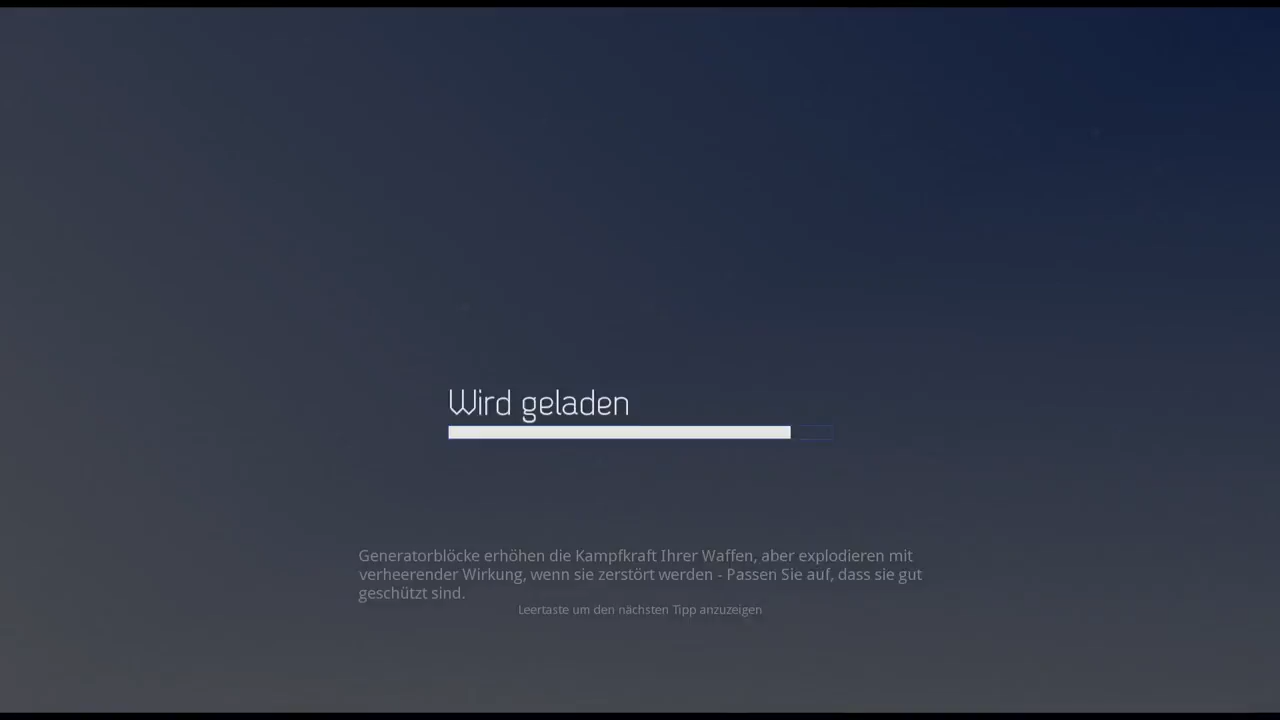 Wird geladen
Generatorblöcke erhöhen die Kampfkraft Ihrer Waffen, aber explodieren mit
verheerender Wirkung, wenn sie zerstört werden - Passen Sie auf, dass sie gut
geschützt sind.
Leertaste um den nächsten Tipp anzuzeigen